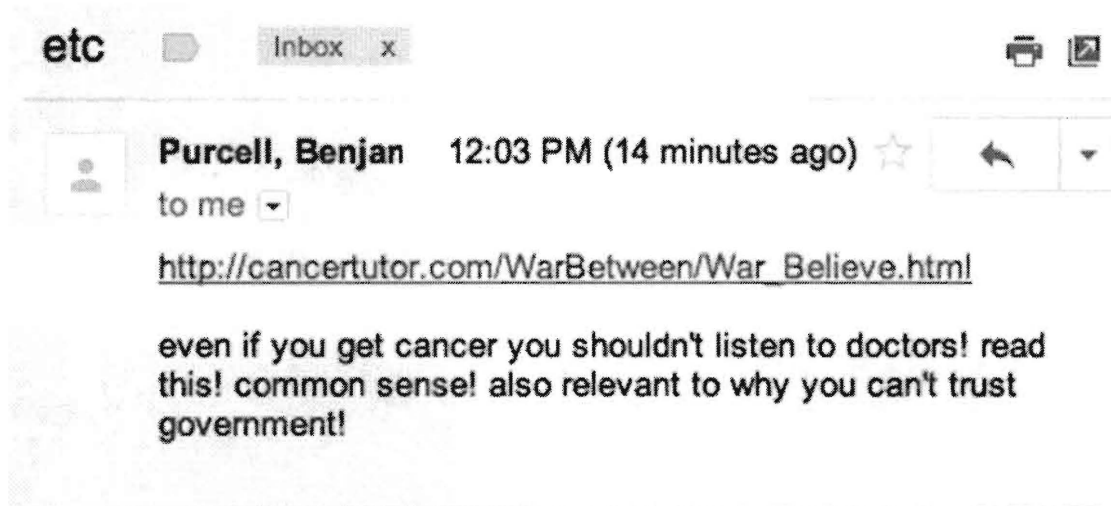 etc Inbox x
Purcell, Benjan 12:03 PM (14 minutes ago)
to me
http://cancertutor.com/WarBetween/War_Believe.html
even if you get cancer you shouldn't listen to doctors! read
this! common sense! also relevant to why you can't trust
government!